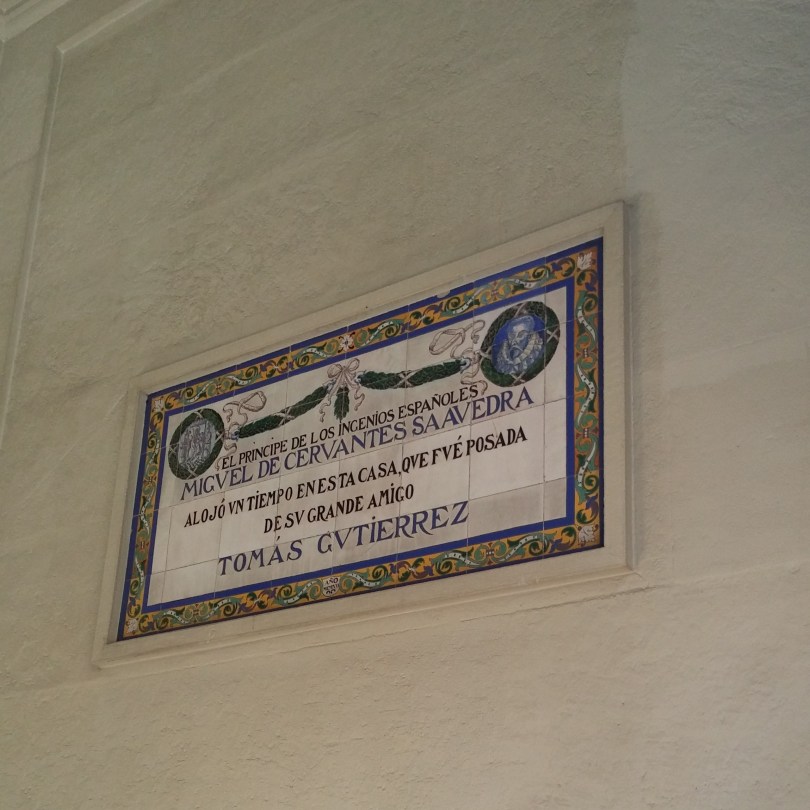 EL PRINCIPE DE LOS INGENIOS ESPAÑOLES
MIGVEL DE CERVANTES SAAVEDRA
ALOJÓ VN TIEMPO EN ESTA CASA, QVE FVÉ POSADA
DE SV GRANDE AMIGO
TOMÁS GVTIERREZ
AÑO